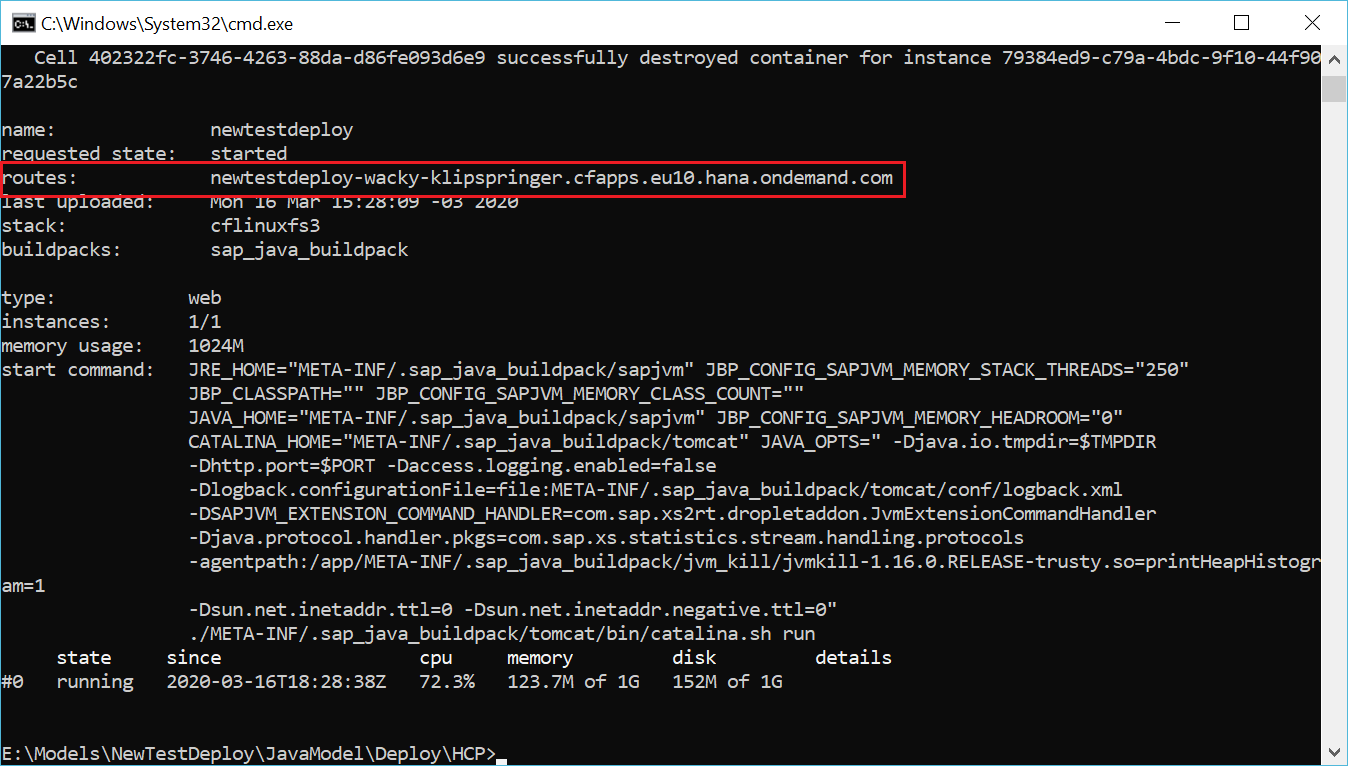 C:\Windows\System32\cmd.exe
Cell 402322fc-3746-4263-88da-d86fe093d6e9 successfully destroyed container for instance 79384ed9-c79a-4bdc-9f10-44f90
7a22b5c
name: newtestdeploy
requested state: started
routes: newtestdeploy-wacky-klipspringer.cfapps.eu10.hana.ondemand.com
last uploaded: Mon 16 Mar 15:28:09 -03 2020
stack: cflinuxfs3
buildpacks: sap_java_buildpack
type: web
instances: 1/1
memory usage: 1024M
start command: JRE_HOME="META-INF/.sap_java_buildpack/sapjvm" JBP_CONFIG_SAPJVM_MEMORY_STACK_THREADS="250"
JBP_CLASSPATH="" JBP_CONFIG_SAPJVM_MEMORY_CLASS_COUNT=""
JAVA_HOME="META-INF/.sap_java_buildpack/sapjvm" JBP_CONFIG_SAPJVM_MEMORY_HEADROOM="0"
CATALINA_HOME="META-INF/.sap_java_buildpack/tomcat" JAVA_OPTS=" -Djava.io.tmpdir=$TMPDIR
-Dhttp.port=$PORT -Daccess.logging.enabled=false
-Dlogback.configurationFile=file:META-INF/.sap_java_buildpack/tomcat/conf/logback.xml
-DSAPJVM_EXTENSION_COMMAND_HANDLER=com.sap.xs2rt.dropletaddon.JvmExtensionCommandHandler
-Djava.protocol.handler.pkgs=com.sap.xs.statistics.stream.handling.protocols
-agentpath:/app/META-INF/.sap_java_buildpack/jvm_kill/jvmkill-1.16.0.RELEASE-trusty.so=printHeapHistogr
am=1
-Dsun.net.inetaddr.ttl=0 -Dsun.net.inetaddr.negative.ttl=0"
./META-INF/.sap_java_buildpack/tomcat/bin/catalina.sh run
state since cpu memory disk details
#0 running 2020-03-16T18:28:38Z 72.3% 123.7M of 1G 152M of 1G
E:\Models\NewTestDeploy\JavaModel\Deploy\HCP>